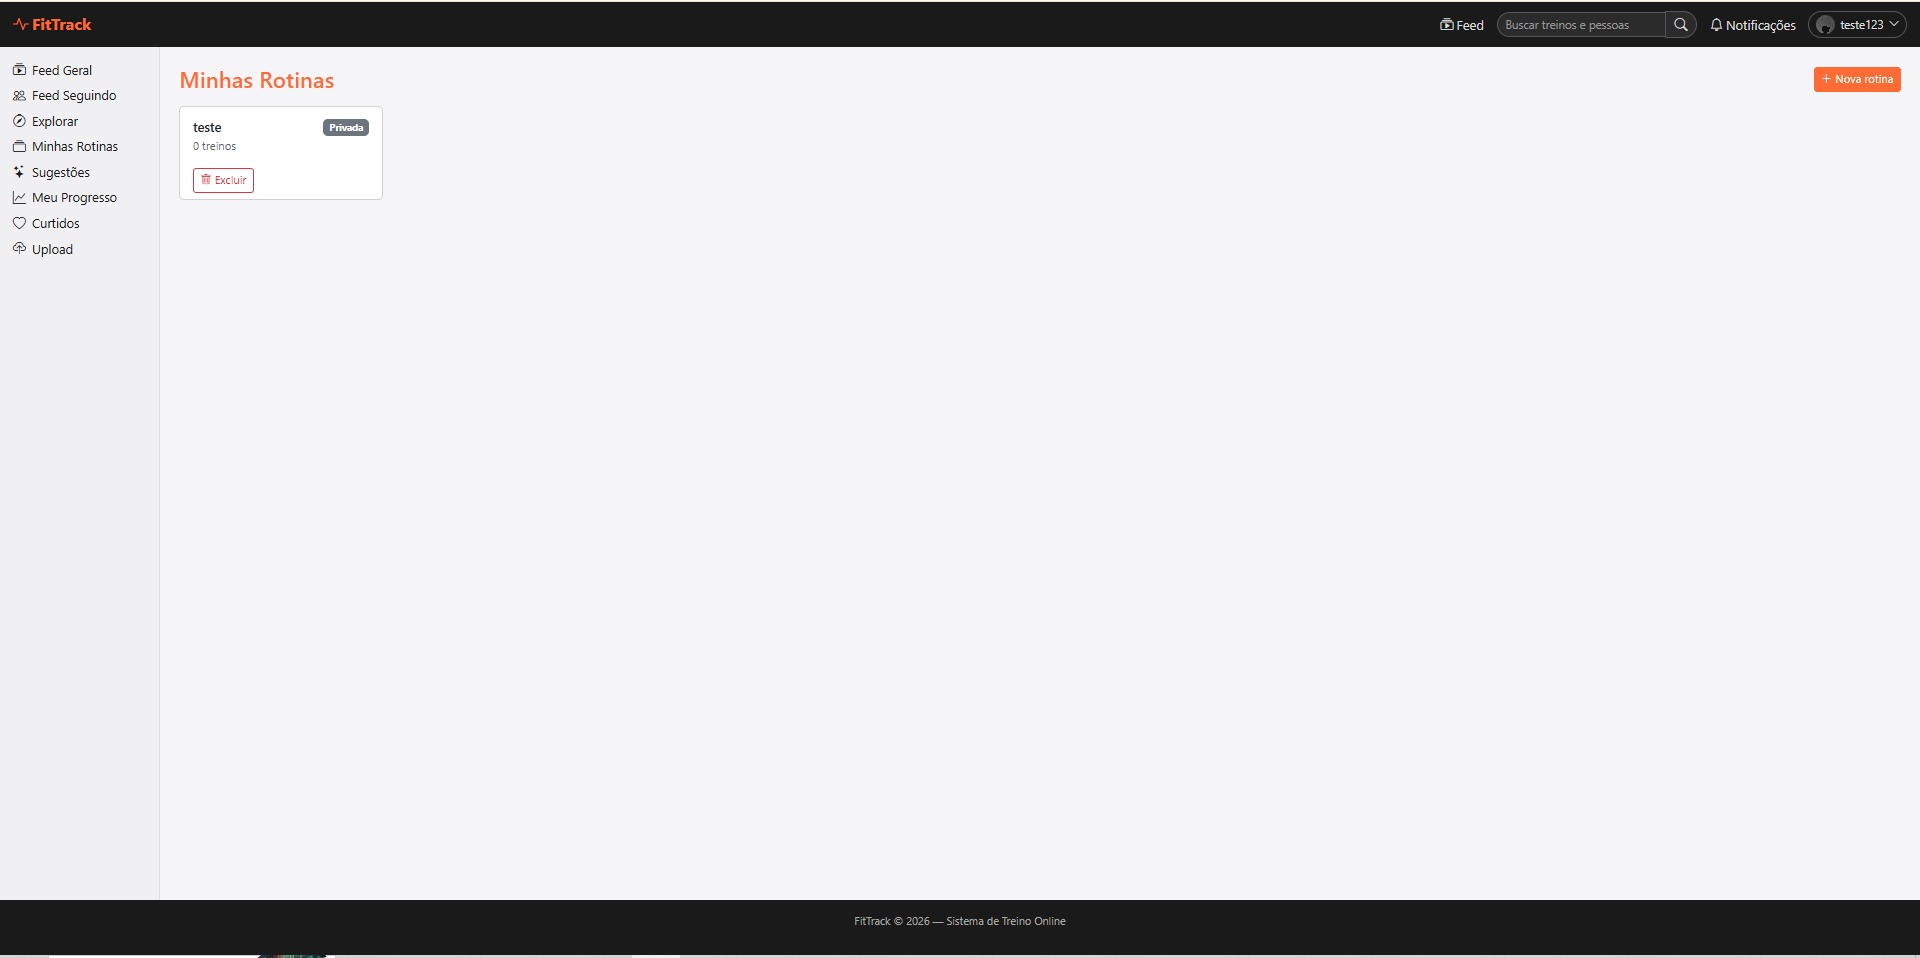 FitTrack
Feed
Buscar treinos e pessoas
Notificações
teste123
Feed Geral
Feed Seguindo
Explorar
Minhas Rotinas
Sugestões
Meu Progresso
Curtidos
Upload
Minhas Rotinas
+ Nova rotina
teste
Privada
0 treinos
Excluir
FitTrack © 2026 — Sistema de Treino Online